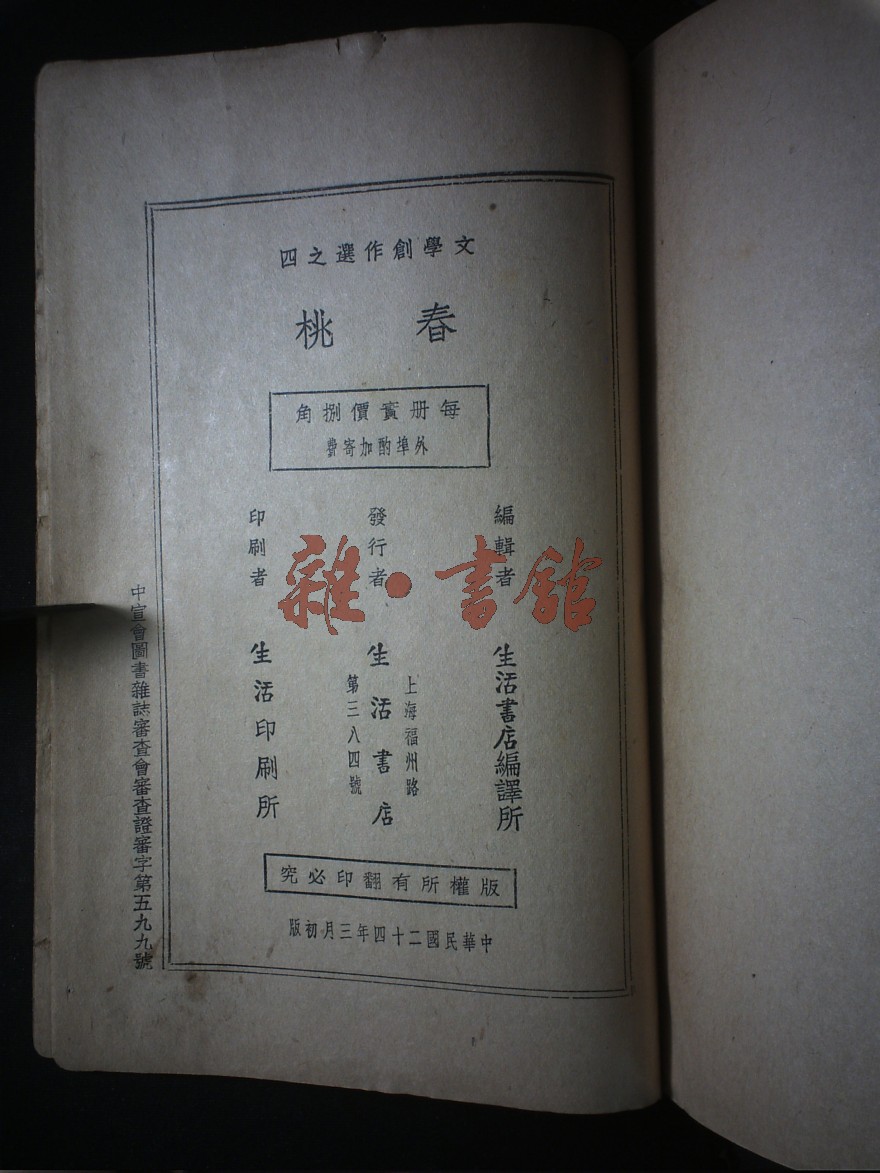 文學創作選之四
春桃
每册實價捌角
外埠酌加寄費
編輯者 生活書店編譯所
發行者 生活書店
上海福州路
第三八四號
印刷者 生活印刷所
版權所有翻印必究
中華民國二十四年三月初版
中宣會圖書雜誌審查會審查證審字第五九九號
雜·書館